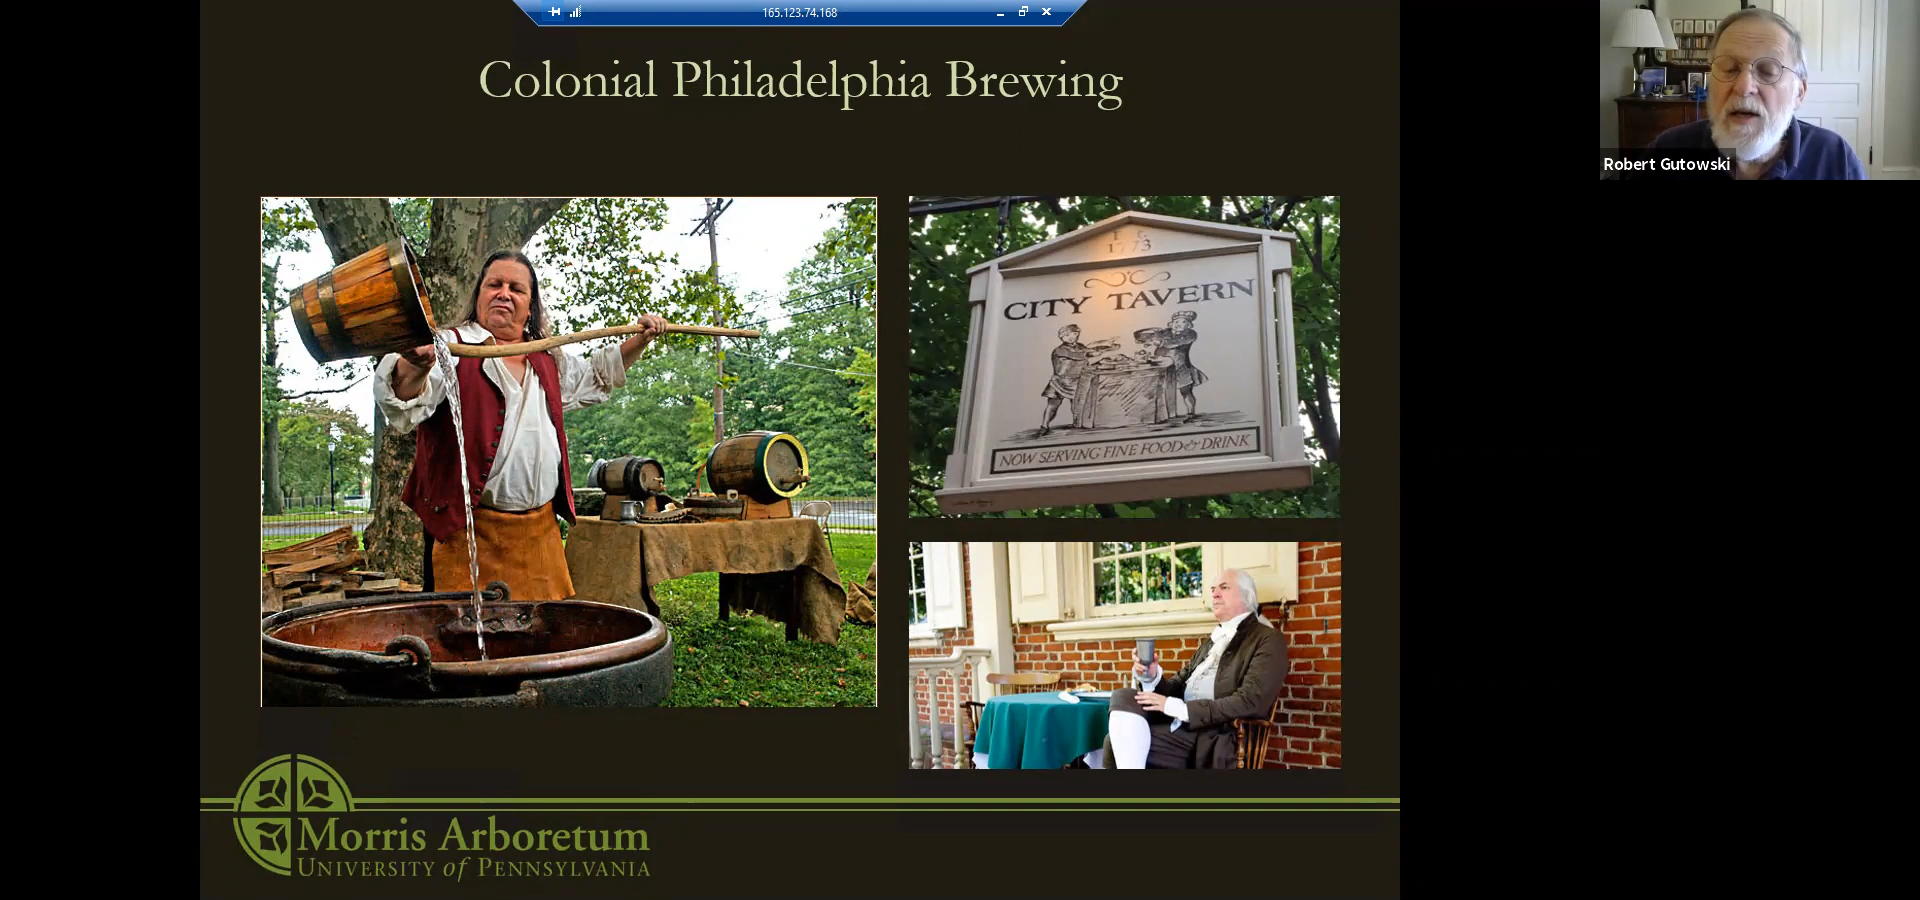 165.123.74.168
Colonial Philadelphia Brewing
Robert Gutowski
1773
CITY TAVERN
NOW SERVING FINE FOOD & DRINK
Morris Arboretum
UNIVERSITY of PENNSYLVANIA